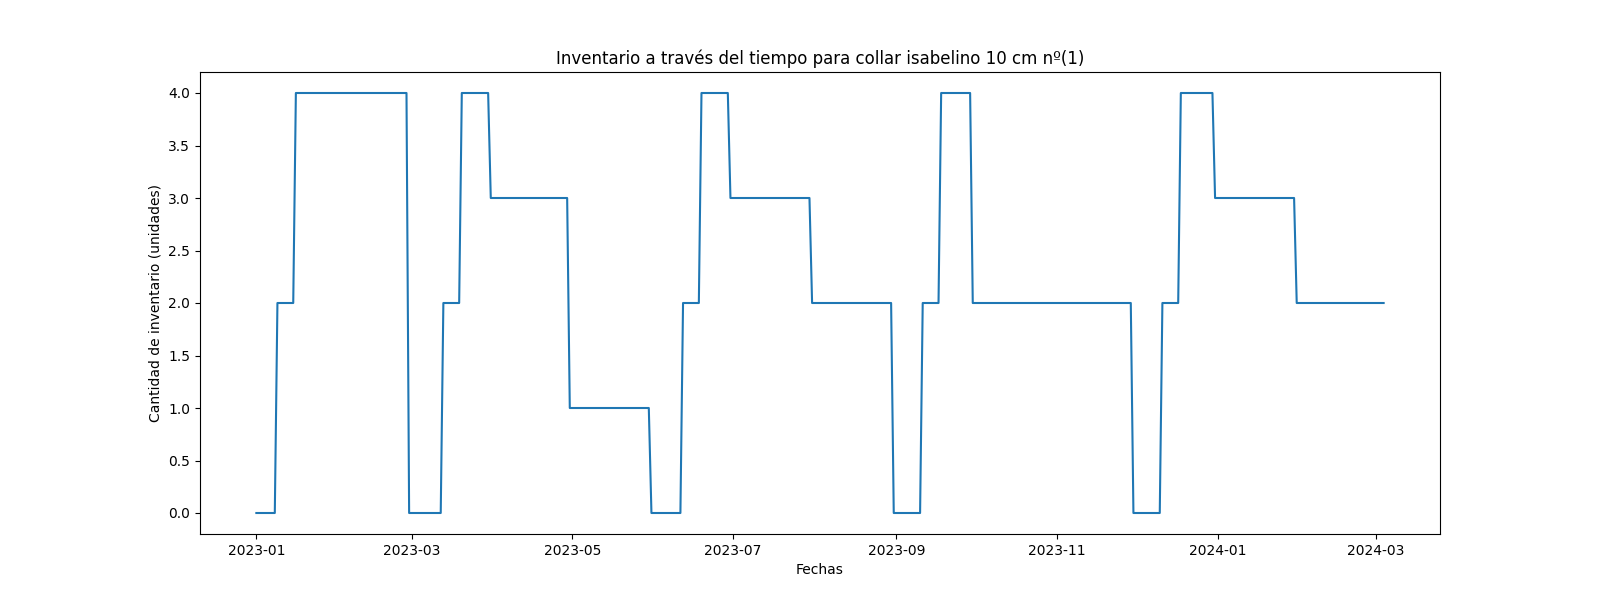 Inventario a través del tiempo para collar isabelino 10 cm nº(1)
Cantidad de inventario (unidades)
4.0
3.5
3.0
2.5
2.0
1.5
1.0
0.5
0.0
2023-01 2023-03 2023-05 2023-07 2023-09 2023-11 2024-01 2024-03
Fechas